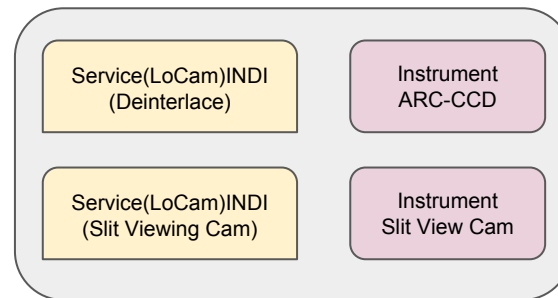 Service(LoCam)INDI
(Deinterlace)
Instrument
ARC-CCD
Service(LoCam)INDI
(Slit Viewing Cam)
Instrument
Slit View Cam